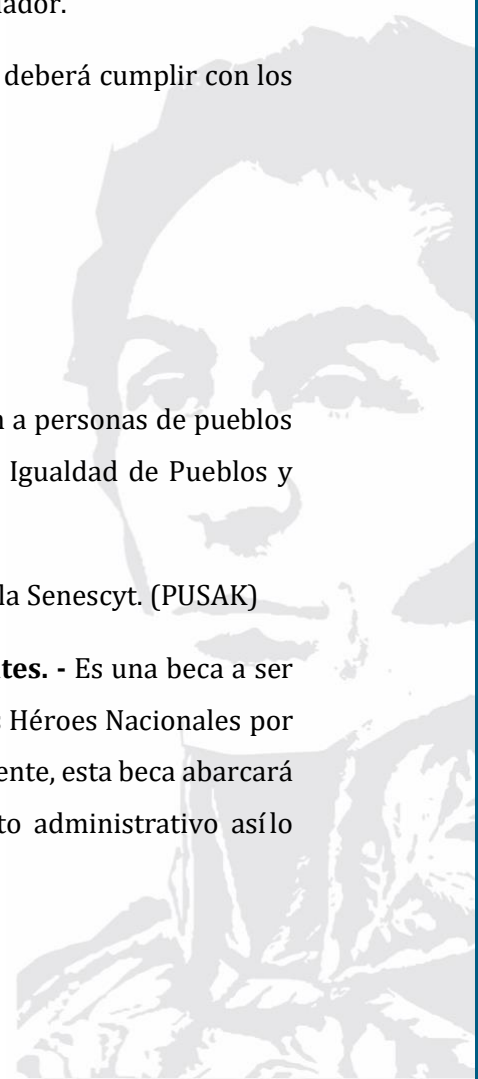 ador.
deberá cumplir con los
a personas de pueblos
Igualdad de Pueblos y
la Senescyt. (PUSAK)
tes. - Es una beca a ser
Héroes Nacionales por
ente, esta beca abarcará
to administrativo asílo